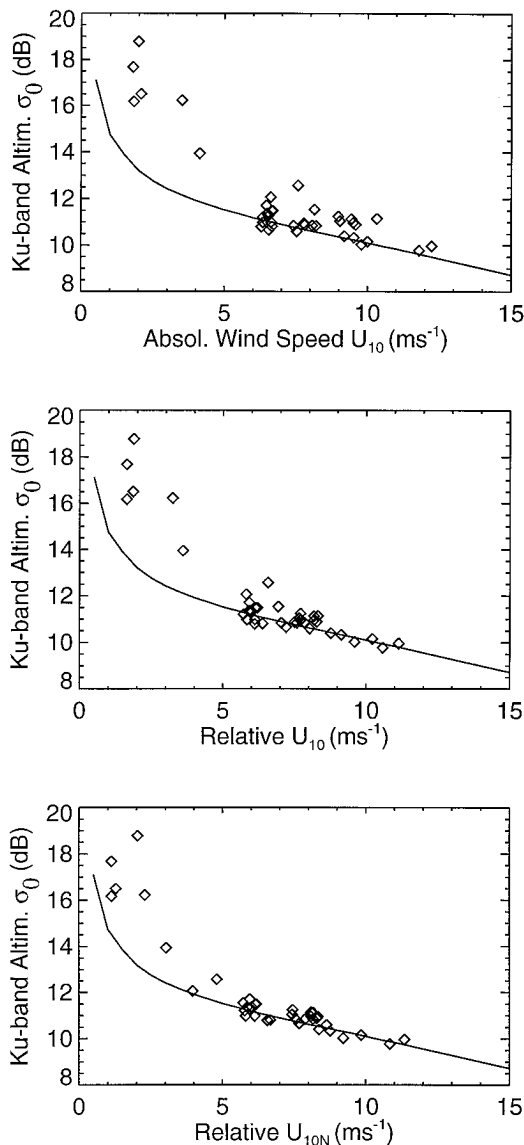 20
18
16
14
12
10
8
Ku-band Altim. σ0 (dB)
0 5 10 15
Absol. Wind Speed U10 (ms-1)
20
18
16
14
12
10
8
Ku-band Altim. σ0 (dB)
0 5 10 15
Relative U10 (ms-1)
20
18
16
14
12
10
8
Ku-band Altim. σ0 (dB)
0 5 10 15
Relative U10N (ms-1)